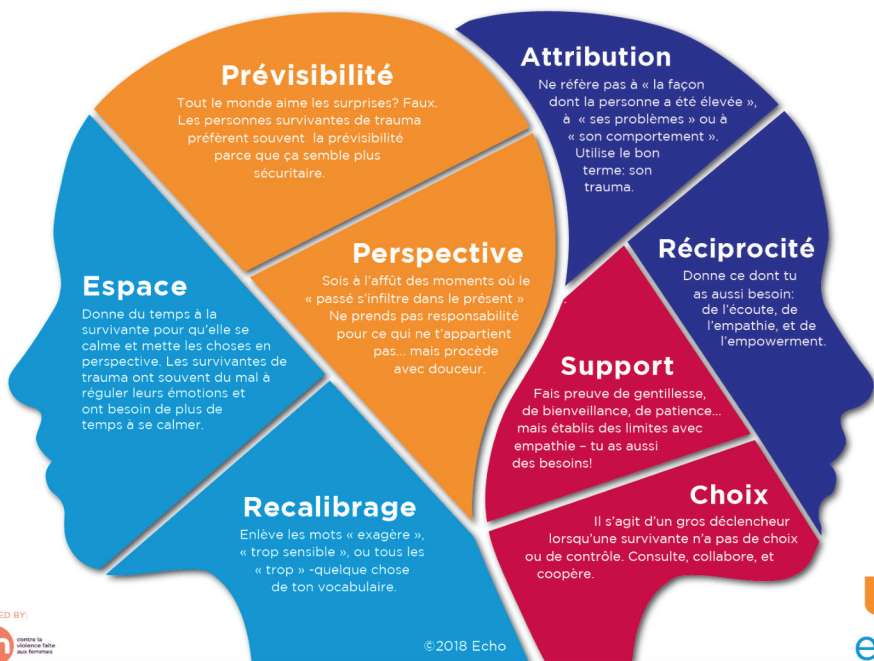 Prévisibilité
Tout le monde aime les surprises? Faux.
Les personnes survivantes de trauma
préfèrent souvent la prévisibilité
parce que ça semble plus
sécuritaire.
Attribution
Ne réfère pas à « la façon
dont la personne a été élevée »,
à « ses problèmes » ou à
« son comportement ».
Utilise le bon
terme: son
trauma.
Espace
Donne du temps à la
survivante pour qu'elle se
calme et mette les choses en
perspective. Les survivantes de
trauma ont souvent du mal à
réguler leurs émotions et
ont besoin de plus de
temps à se calmer.
Perspective
Sois à l'affût des moments où le
« passé s'infiltre dans le présent »
Ne prends pas responsabilité
pour ce qui ne t'appartient
pas... mais procède
avec douceur.
Réciprocité
Donne ce dont tu
as aussi besoin:
de l'écoute, de
l'empathie, et de
l'empowerment.
Support
Fais preuve de gentillesse,
de bienveillance, de patience...
mais établis des limites avec
empathie – tu as aussi
des besoins!
Recalibrage
Enlève les mots « exagère »,
« trop sensible », ou tous les
« trop » -quelque chose
de ton vocabulaire.
Choix
Il s'agit d'un gros déclencheur
lorsqu'une survivante n'a pas de choix
ou de contrôle. Consulte, collabore, et
coopère.
ED BY:
contre la
violence faite
aux femmes
©2018 Echo